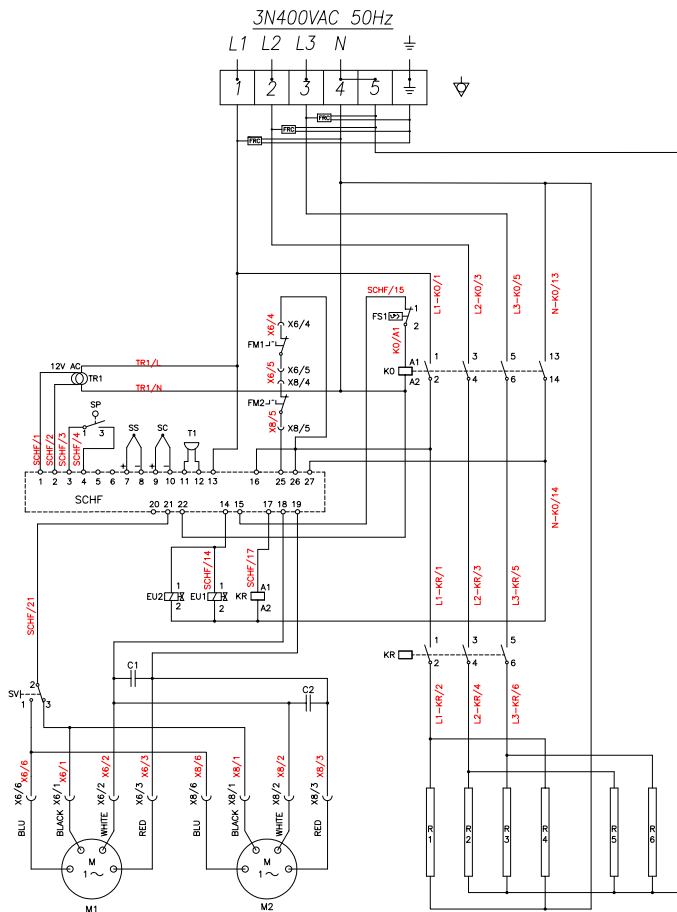 3N400VAC 50Hz
L1 L2 L3 N
1 2 3 4 5
FRC
FRC
FRC
SCHF/15
L1-K0/1
L2-K0/3
L3-K0/5
N-K0/13
X6/4
X6/4
FS1
1
2
FM1
K0/A1
12V AC
TR1/L
X6/5
X6/5
X8/4
K0
A1
A2
1 3 5 13
2 4 6 14
TR1
TR1/N
FM2
SP
1 3
X8/5
X8/5
SCHF/1
SCHF/2
SCHF/3
SCHF/4
SS
SC
T1
+ − + −
1 2 3 4 5 6 7 8 9 10 11 12 13 16 25 26 27
SCHF
20 21 22 14 15 17 18 19
N-K0/14
SCHF/14
SCHF/17
L1-KR/1
L2-KR/3
L3-KR/5
EU2
1
2
EU1
1
2
KR
A1
A2
SCHF/21
KR
1 3 5
2 4 6
C1
C2
SV
2
1 3
L1-KR/2
L2-KR/4
L3-KR/6
X6/6 X6/1 X6/2 X6/3 X8/6 X8/1 X8/2 X8/3
X6/6 X6/1 X6/2 X6/3 X8/6 X8/1 X8/2 X8/3
BLU BLACK WHITE RED BLU BLACK WHITE RED
R1 R2 R3 R4 R5 R6
M
1
M
1
M1
M2